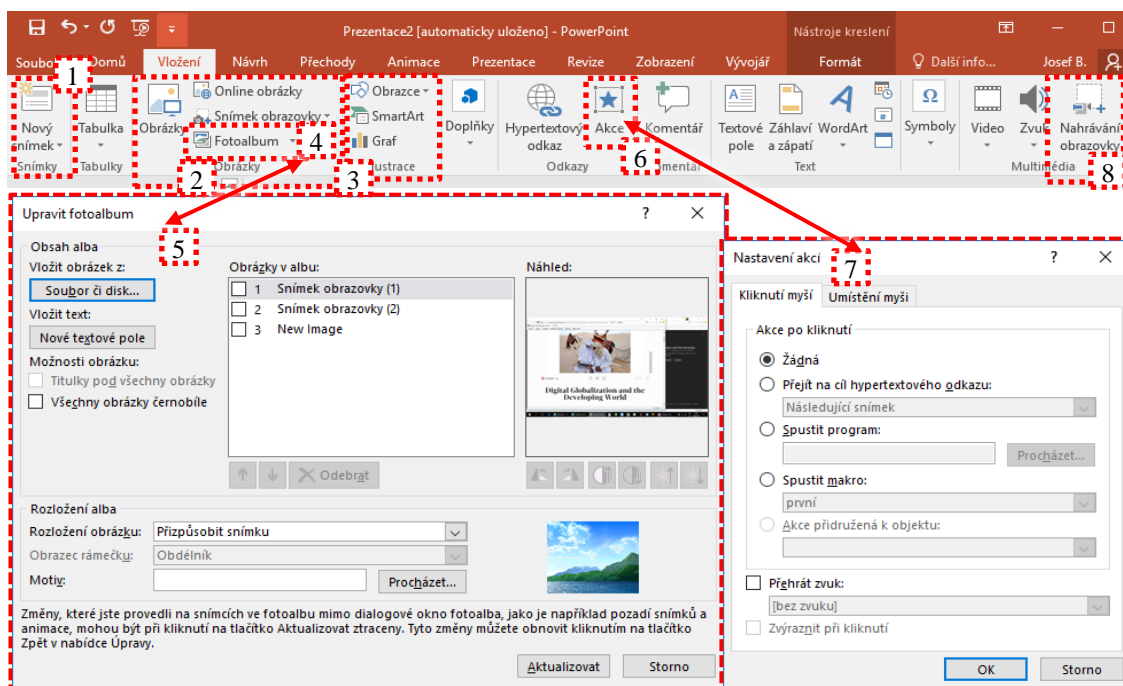 Prezentace2 [automaticky uloženo] - PowerPoint
Nástroje kreslení
Domů Vložení Návrh Přechody Animace Prezentace Revize Zobrazení Vývojář Formát Další info... Josef B.
1
Nový
snímek
Snímky
Tabulka
Tabulky
Obrázky
Online obrázky
Snímek obrazovky
Fotoalbum
Obrázky
2
4
Obrazce
SmartArt
Graf
3
Doplňky
Hypertextový
odkaz
Akce
Odkazy
6
Komentář
Textové
pole
Záhlaví
a zápatí
WordArt
Text
Ω
Symboly
Video
Zvuk
Nahrávání
obrazovky
Multimédia
8
Upravit fotoalbum ? ×
5
Obsah alba
Vložit obrázek z:
Soubor či disk...
Vložit text:
Nové textové pole
Možnosti obrázku:
Titulky pod všechny obrázky
Všechny obrázky černobíle
Obrázky v albu:
1 Snímek obrazovky (1)
2 Snímek obrazovky (2)
3 New Image
Odebrat
Náhled:
Digital Globalization and the
Developing World
Rozložení alba
Rozložení obrázku: Přizpůsobit snímku
Obrazec rámečku: Obdélník
Motiv:
Procházet...
Změny, které jste provedli na snímcích ve fotoalbu mimo dialogové okno fotoalba, jako je například pozadí snímků a
animace, mohou být při kliknutí na tlačítko Aktualizovat ztraceny. Tyto změny můžete obnovit kliknutím na tlačítko
Zpět v nabídce Úpravy.
Aktualizovat
Storno
Nastavení akcí ? ×
7
Kliknutí myší
Umístění myši
Akce po kliknutí
Žádná
Přejít na cíl hypertextového odkazu:
Následující snímek
Spustit program:
Procházet...
Spustit makro:
první
Akce přidružená k objektu:
Přehrát zvuk:
[bez zvuku]
Zvýraznit při kliknutí
OK
Storno